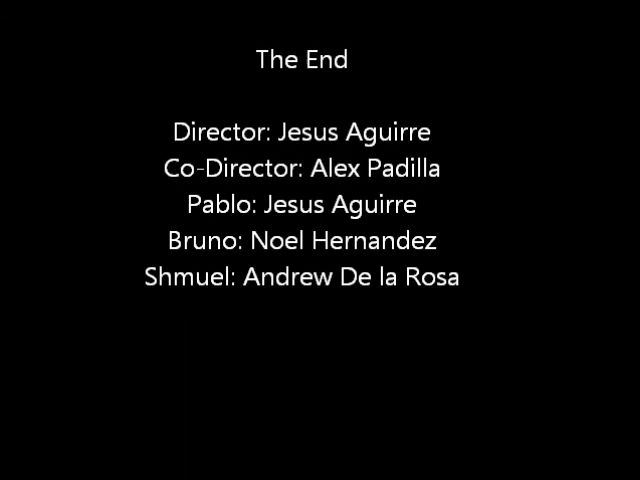 The End
Director: Jesus Aguirre
Co-Director: Alex Padilla
Pablo: Jesus Aguirre
Bruno: Noel Hernandez
Shmuel: Andrew De la Rosa